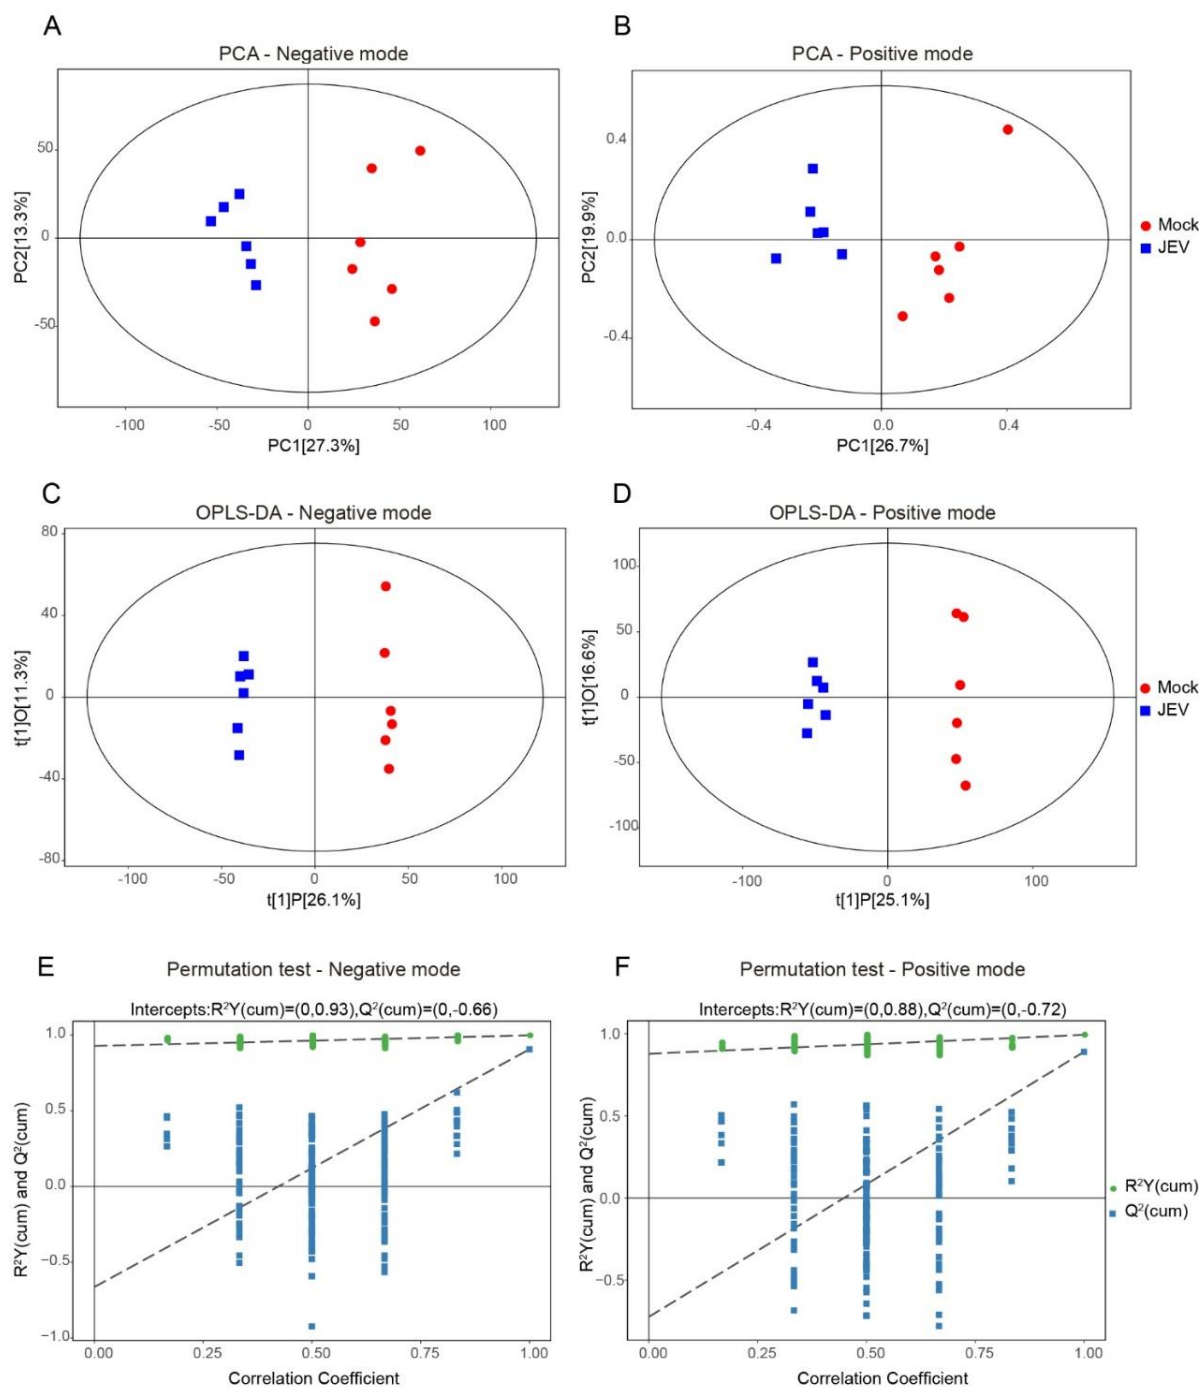 A
PCA - Negative mode
PC2[13.3%]
50
0
-50
-100
-50
0
50
100
PC1[27.3%]
B
PCA - Positive mode
PC2[19.9%]
0.4
0.0
-0.4
-0.4
0.0
0.4
PC1[26.7%]
Mock
JEV
C
OPLS-DA - Negative mode
t[1]O[11.3%]
80
40
0
-40
-80
-100
-50
0
50
100
t[1]P[26.1%]
D
OPLS-DA - Positive mode
t[1]O[16.6%]
100
50
0
-50
-100
-100
0
100
t[1]P[25.1%]
Mock
JEV
E
Permutation test - Negative mode
Intercepts:R²Y(cum)=(0,0.93),Q²(cum)=(0,-0.66)
R²Y(cum) and Q²(cum)
1.0
0.5
0.0
−0.5
−1.0
0.00
0.25
0.50
0.75
1.00
Correlation Coefficient
F
Permutation test - Positive mode
Intercepts:R²Y(cum)=(0,0.88),Q²(cum)=(0,-0.72)
R²Y(cum) and Q²(cum)
1.0
0.5
0.0
−0.5
0.00
0.25
0.50
0.75
1.00
Correlation Coefficient
R²Y(cum)
Q²(cum)